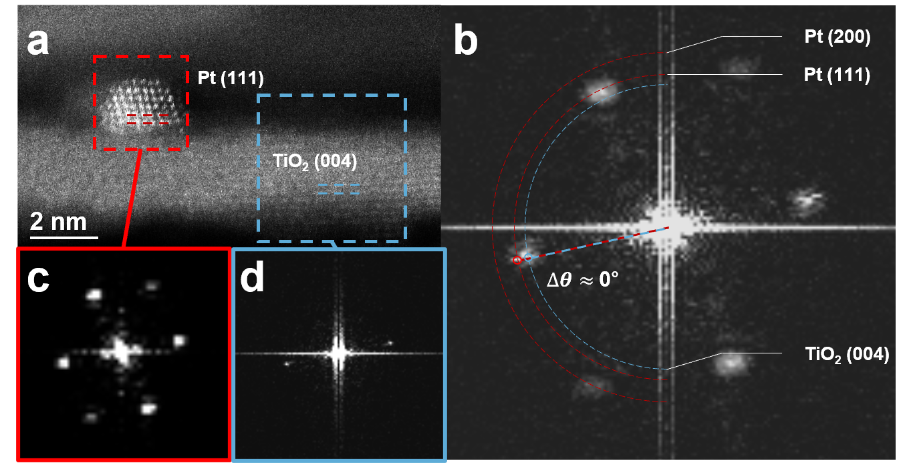 a
Pt (111)
TiO₂ (004)
2 nm
b
Pt (200)
Pt (111)
Δθ ≈ 0°
TiO₂ (004)
c
d